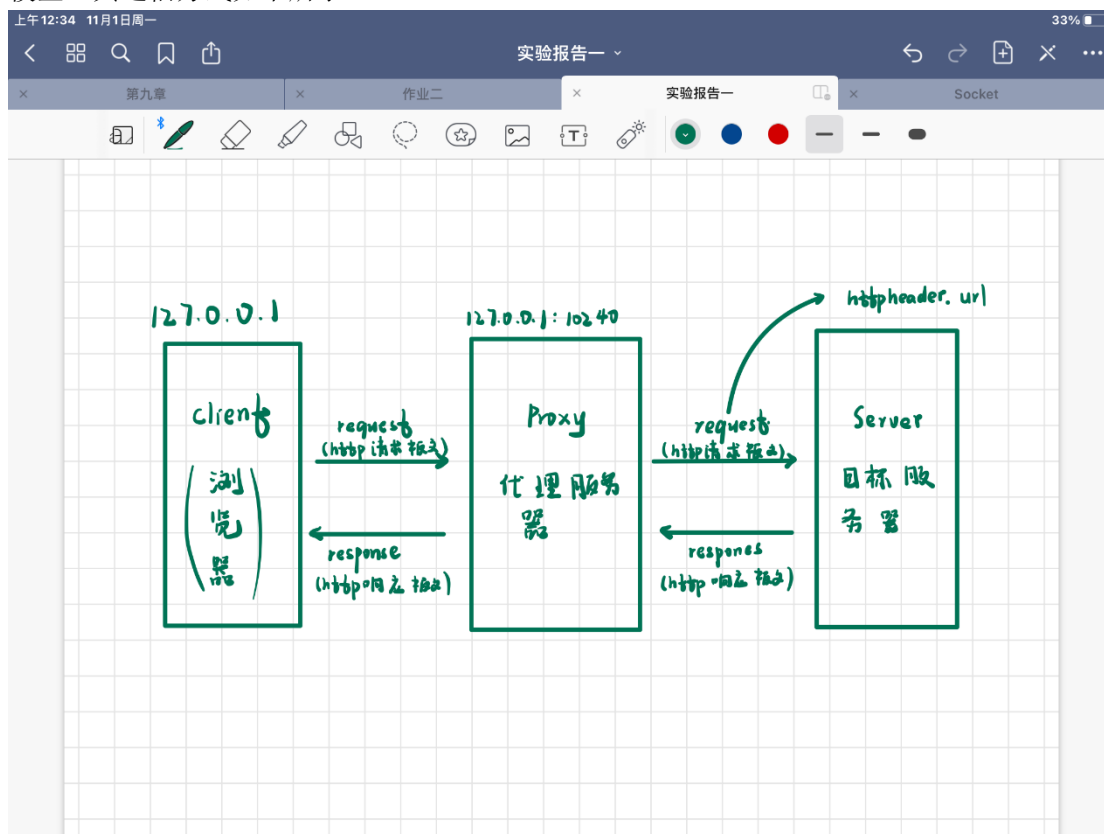 上午12:34 11月1日周一
33%
实验报告一
第九章
作业二
实验报告一
Socket
127.0.0.1
127.0.0.1:10240
httpheader.url
client
(浏
览
器)
request
(http请求报文)
response
(http响应报文)
Proxy
代理服务
器
request
(http请求报文)
respones
(http响应报文)
Server
目标服
务器